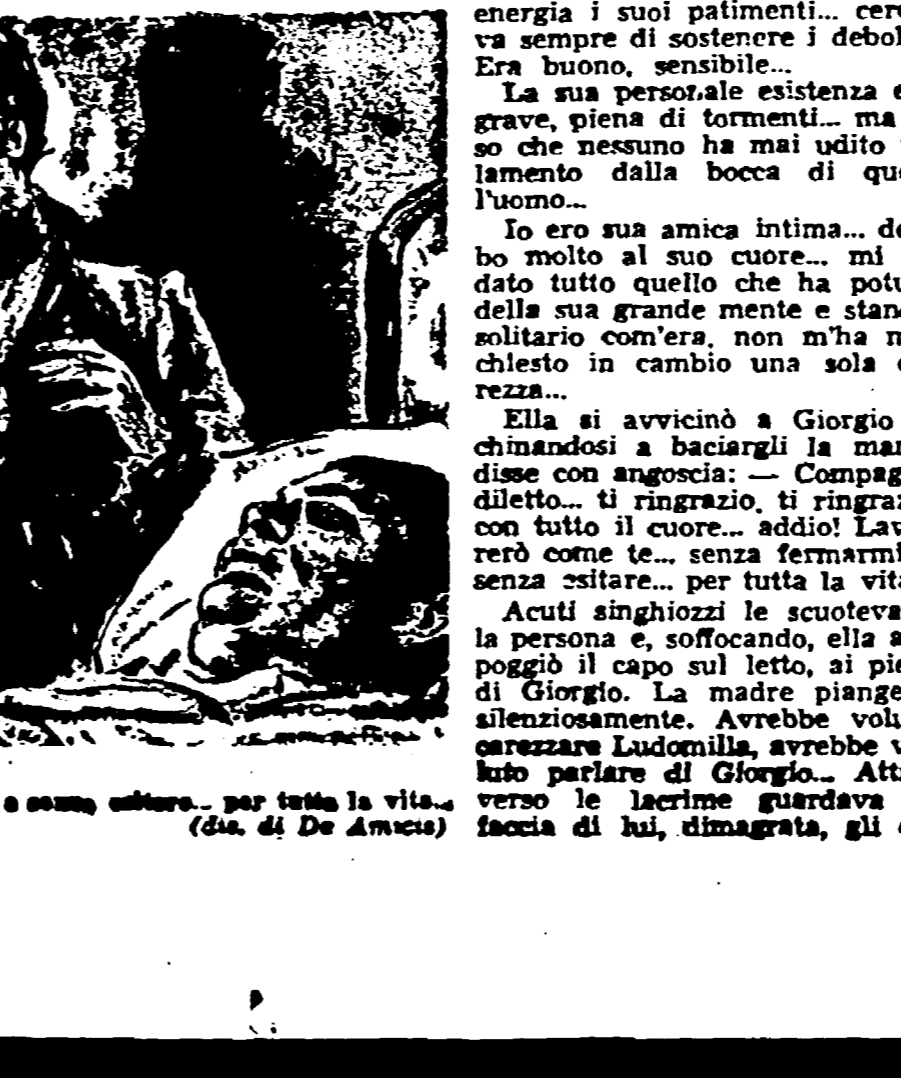 energia i suoi patimenti... cer
va sempre di sostenere i debol
Era buono, sensibile...
La sua personale esistenza e
grave, piena di tormenti... ma
so che nessuno ha mai udito
lamento dalla bocca di que
l'uomo...
Io ero sua amica intima... de
bo molto al suo cuore... mi
dato tutto quello che ha potu
della sua grande mente e stan
solitario com'era, non m'ha m
chiesto in cambio una sola
rezza...
Ella si avvicinò a Giorgio
chinandosi a baciargli la man
disse con angoscia: — Compag
diletto... ti ringrazio, ti ringraz
con tutto il cuore... addio! Lav
rerò come te... senza fermarmi
senza esitare... per tutta la vita
Acuti singhiozzi le scuoteva
la persona e, soffocando, ella a
poggiò il capo sul letto, ai pie
di Giorgio. La madre piange
silenziosamente. Avrebbe volu
carezzare Ludomilla, avrebbe v
luto parlare di Giorgio... Att
verso le lacrime guardava
faccia di lui, dimagrata, gli
a senza esitare... per tutta la vita...
(dis. di De Amicis)